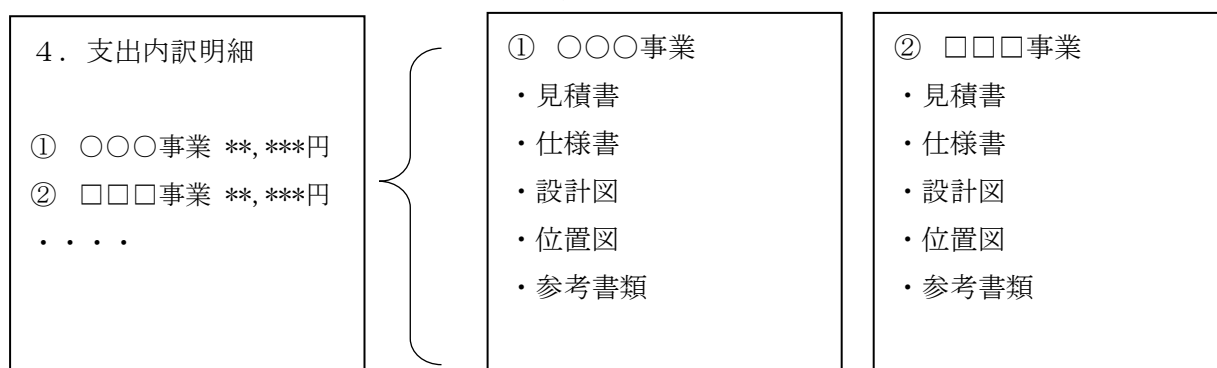 ４．支出内訳明細
① ○○○事業 **,***円
② □□□事業 **,***円
・・・・
① ○○○事業
・見積書
・仕様書
・設計図
・位置図
・参考書類
② □□□事業
・見積書
・仕様書
・設計図
・位置図
・参考書類